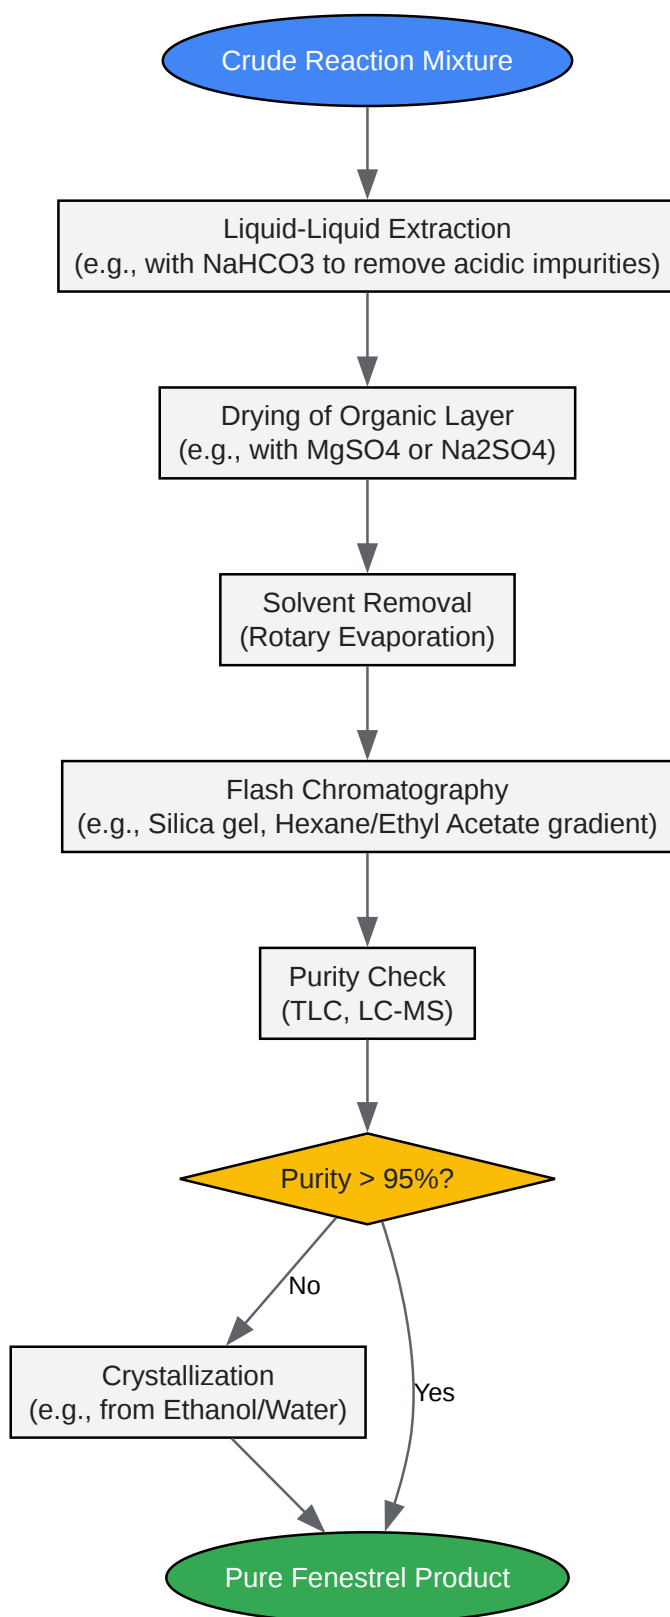 Crude Reaction Mixture
Liquid-Liquid Extraction
(e.g., with NaHCO3 to remove acidic impurities)
Drying of Organic Layer
(e.g., with MgSO4 or Na2SO4)
Solvent Removal
(Rotary Evaporation)
Flash Chromatography
(e.g., Silica gel, Hexane/Ethyl Acetate gradient)
Purity Check
(TLC, LC-MS)
Purity > 95%?
No
Crystallization
(e.g., from Ethanol/Water)
Yes
Pure Fenestrel Product